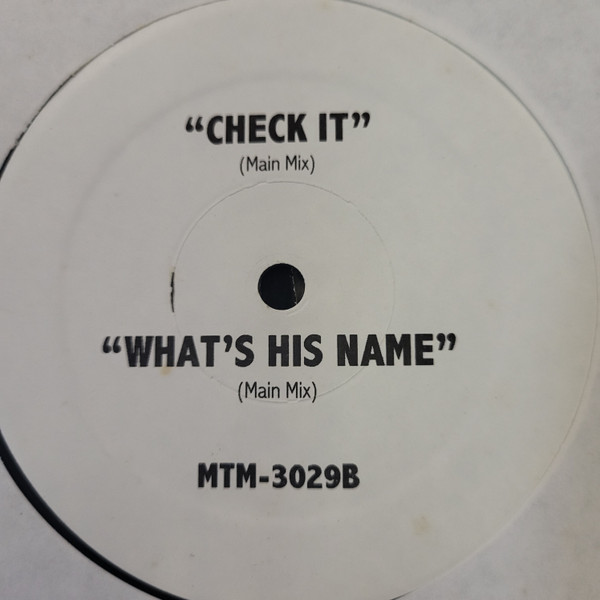 “CHECK IT”
(Main Mix)
“WHAT’S HIS NAME”
(Main Mix)
MTM-3029B